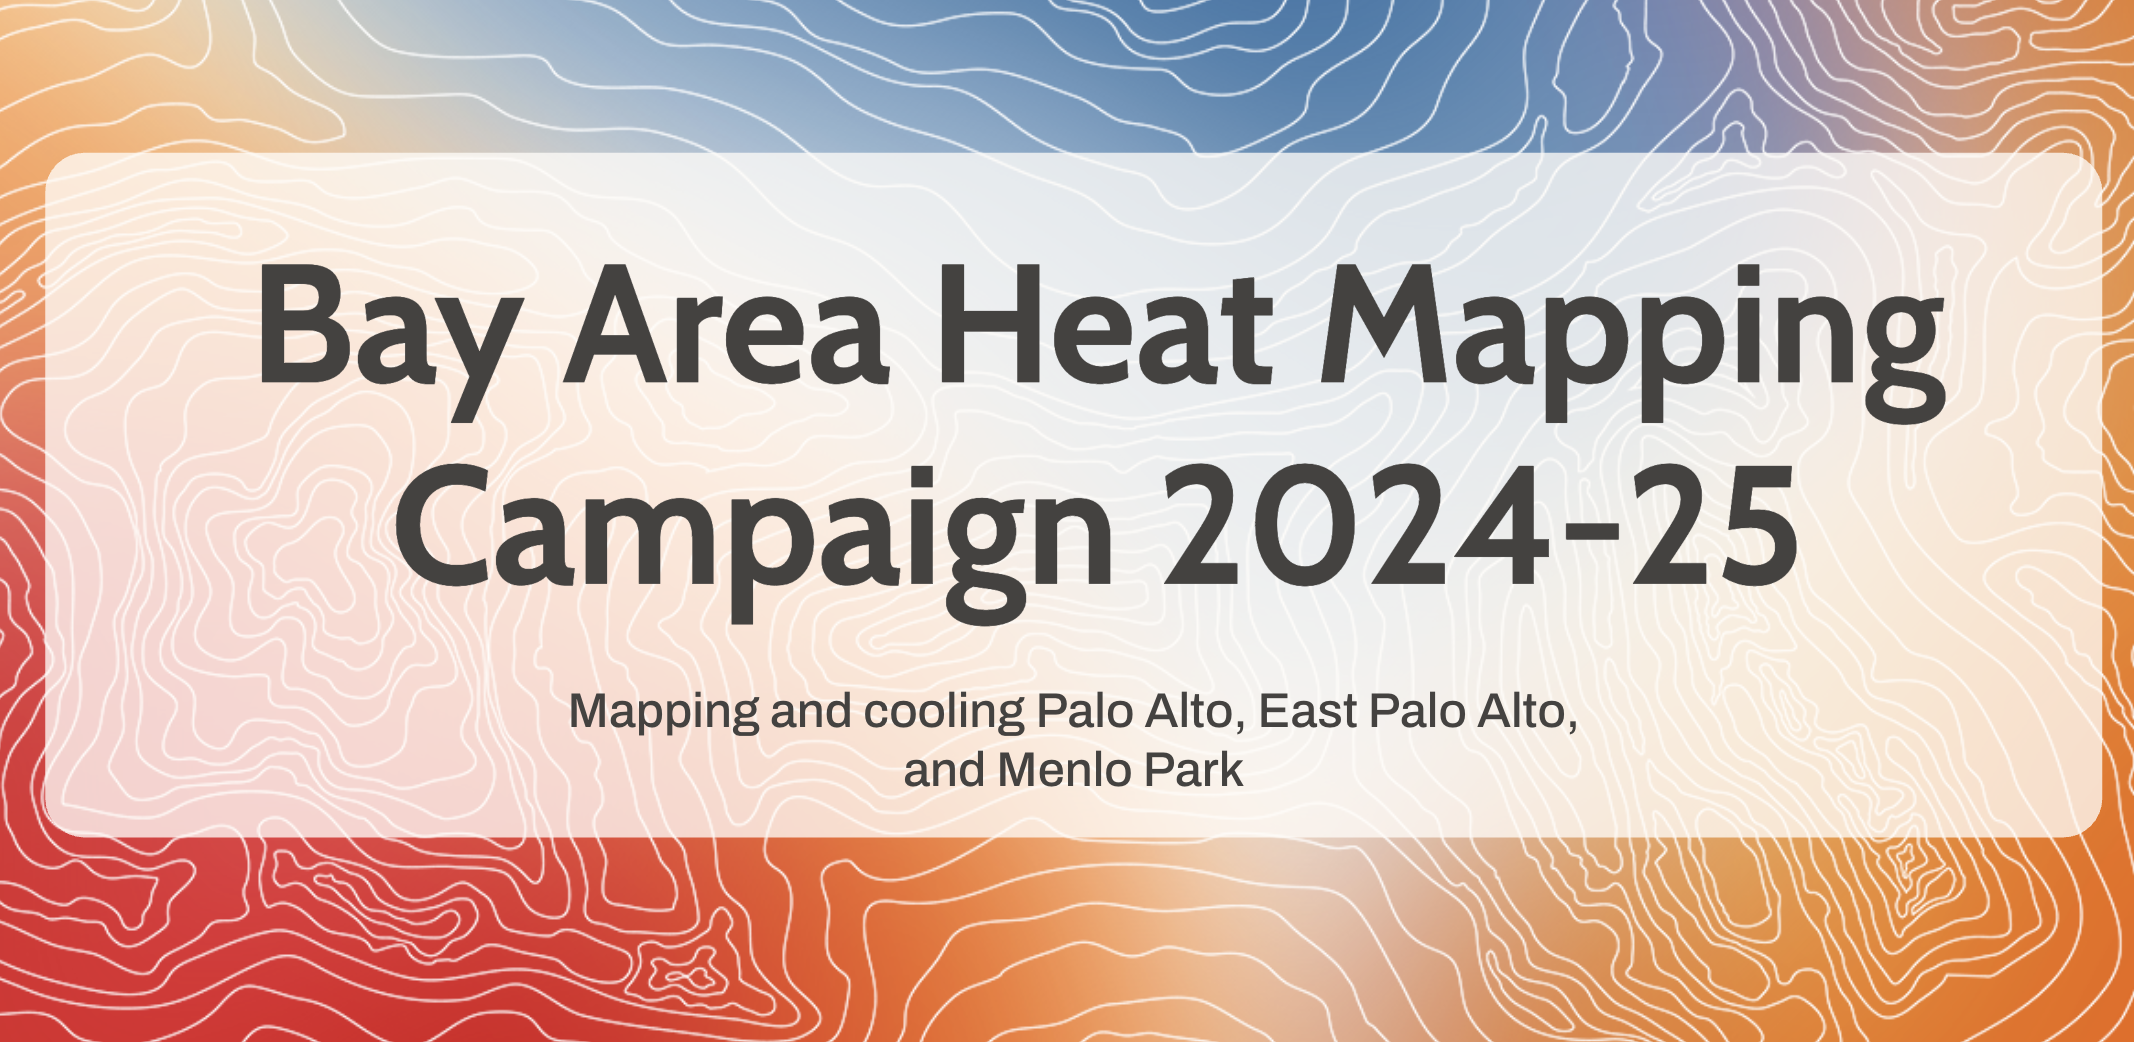 Bay Area Heat Mapping
Campaign 2024-25
Mapping and cooling Palo Alto, East Palo Alto,
and Menlo Park